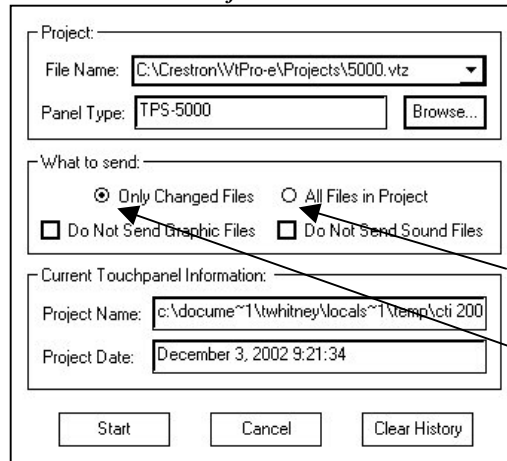 Project:
File Name: C:\Crestron\VtPro-e\Projects\5000.vtz
Panel Type: TPS-5000 Browse...
What to send:
Only Changed Files All Files in Project
Do Not Send Graphic Files Do Not Send Sound Files
Current Touchpanel Information:
Project Name: c:\docume~1\twhitney\locals~1\temp\cti 200
Project Date: December 3, 2002 9:21:34
Start Cancel Clear History